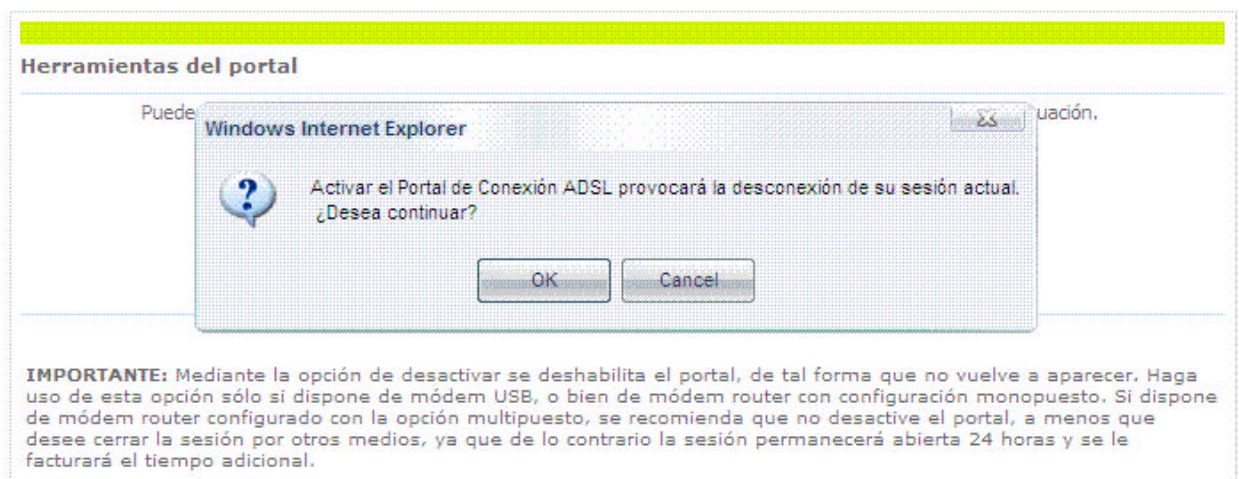 Herramientas del portal
Puede uación.
Windows Internet Explorer
Activar el Portal de Conexión ADSL provocará la desconexión de su sesión actual.
¿Desea continuar?
OK Cancel
IMPORTANTE: Mediante la opción de desactivar se deshabilita el portal, de tal forma que no vuelve a aparecer. Haga
uso de esta opción sólo si dispone de módem USB, o bien de módem router con configuración monopuesto. Si dispone
de módem router configurado con la opción multipuesto, se recomienda que no desactive el portal, a menos que
desee cerrar la sesión por otros medios, ya que de lo contrario la sesión permanecerá abierta 24 horas y se le
facturará el tiempo adicional.